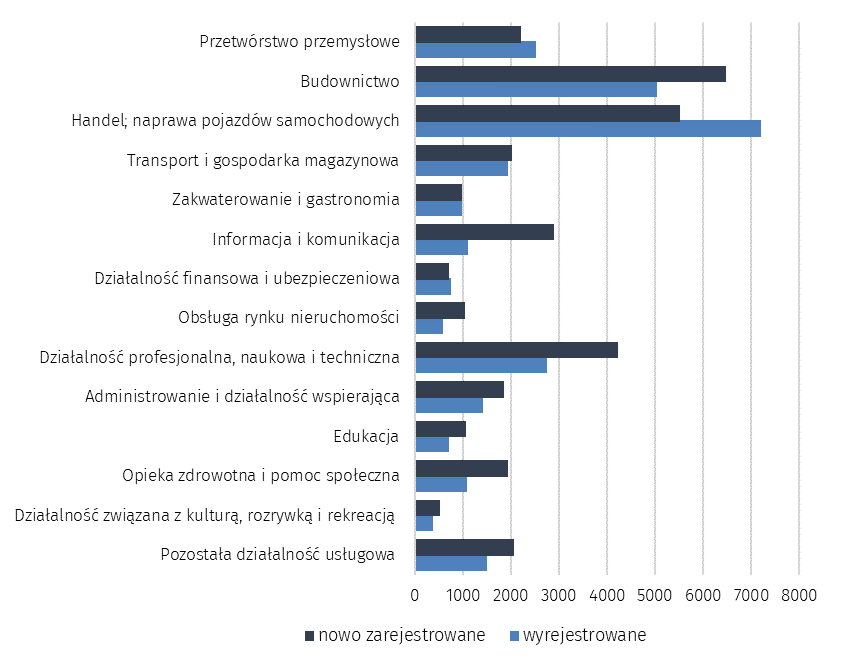 Przetwórstwo przemysłowe
Budownictwo
Handel; naprawa pojazdów samochodowych
Transport i gospodarka magazynowa
Zakwaterowanie i gastronomia
Informacja i komunikacja
Działalność finansowa i ubezpieczeniowa
Obsługa rynku nieruchomości
Działalność profesjonalna, naukowa i techniczna
Administrowanie i działalność wspierająca
Edukacja
Opieka zdrowotna i pomoc społeczna
Działalność związana z kulturą, rozrywką i rekreacją
Pozostała działalność usługowa
0 1000 2000 3000 4000 5000 6000 7000 8000
nowo zarejestrowane wyrejestrowane